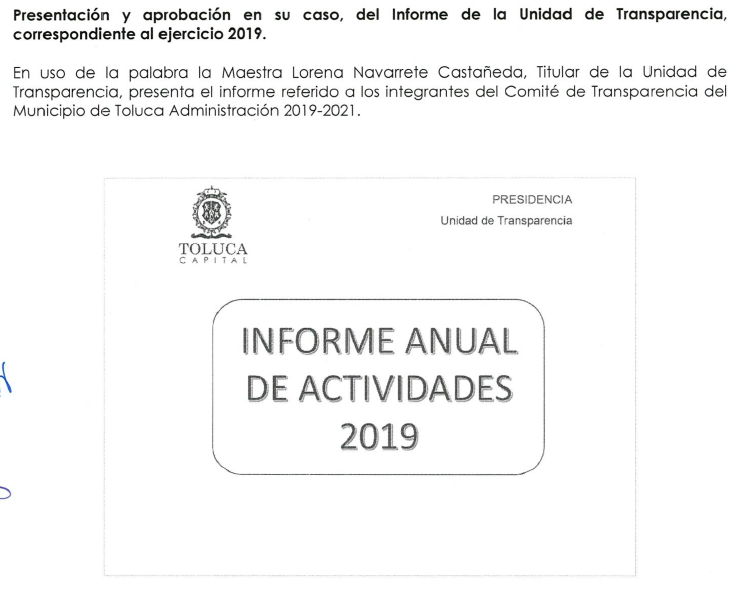 Presentación y aprobación en su caso, del Informe de la Unidad de Transparencia,
correspondiente al ejercicio 2019.
En uso de la palabra la Maestra Lorena Navarrete Castañeda, Titular de la Unidad de
Transparencia, presenta el informe referido a los integrantes del Comité de Transparencia del
Municipio de Toluca Administración 2019-2021.
TOLUCA
CAPITAL
PRESIDENCIA
Unidad de Transparencia
INFORME ANUAL
DE ACTIVIDADES
2019